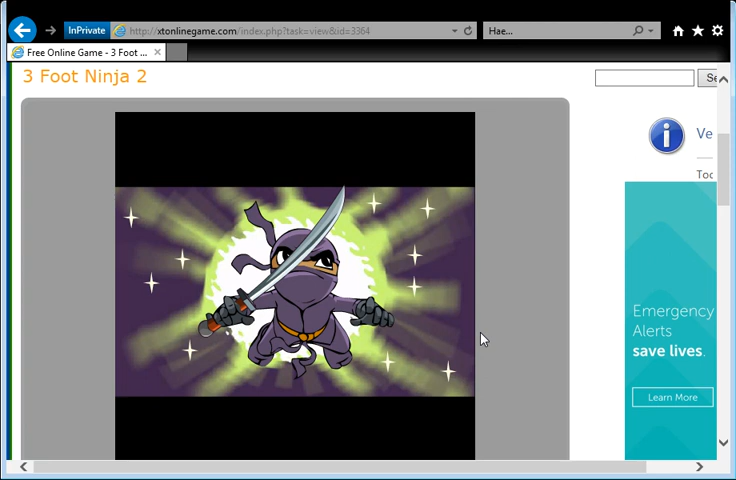 InPrivate
http://xtonlinegame.com/index.php?task=view&id=3364
Hae...
Free Online Game - 3 Foot ...
3 Foot Ninja 2
Se
Ve
Toc
Emergency
Alerts
save lives.
Learn More